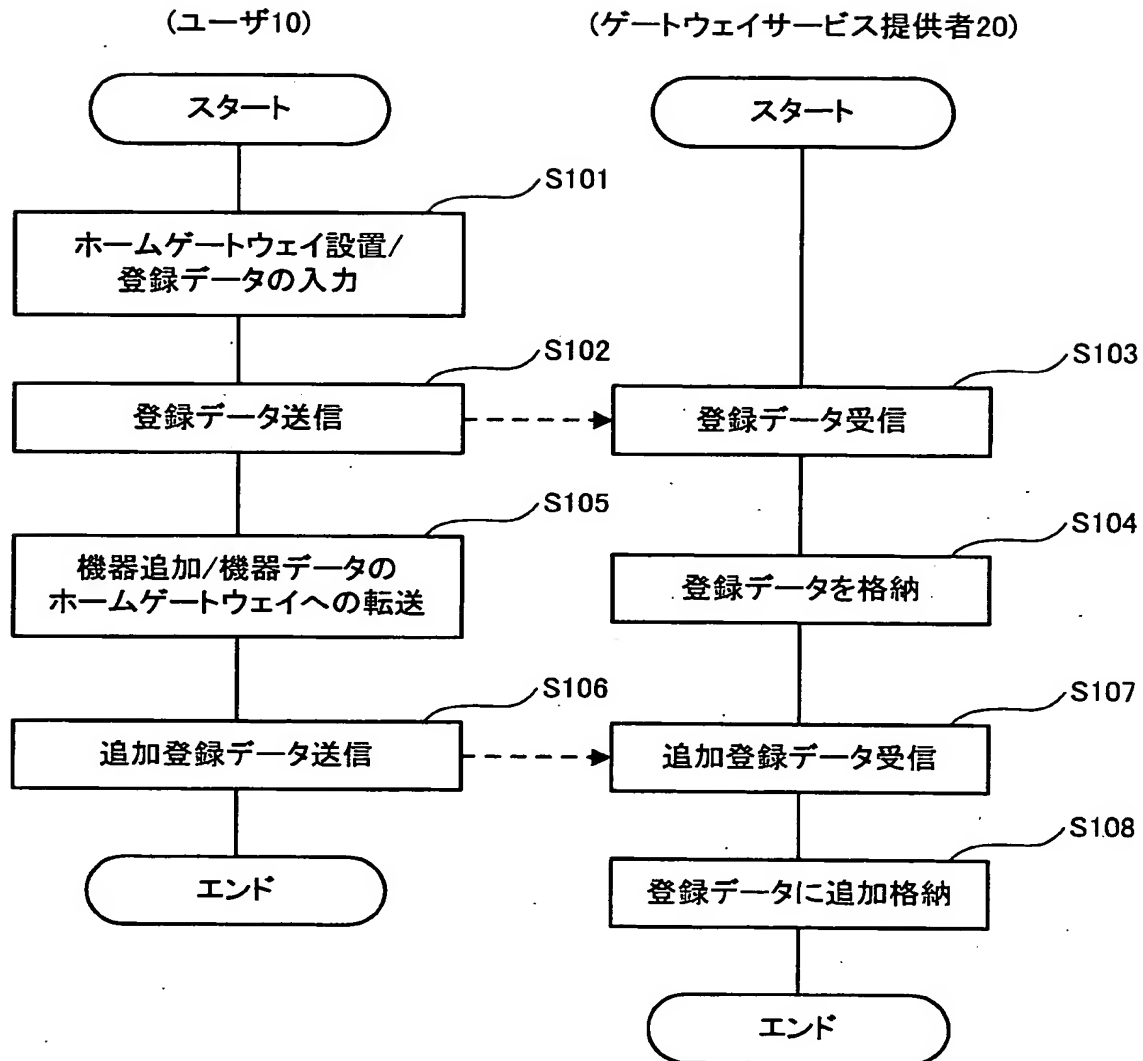 (ユーザ10)
(ゲートウェイサービス提供者20)
スタート
スタート
S101
ホームゲートウェイ設置/
登録データの入力
S102
登録データ送信
S103
登録データ受信
S104
登録データを格納
S105
機器追加/機器データの
ホームゲートウェイへの転送
S106
追加登録データ送信
S107
追加登録データ受信
S108
登録データに追加格納
エンド
エンド